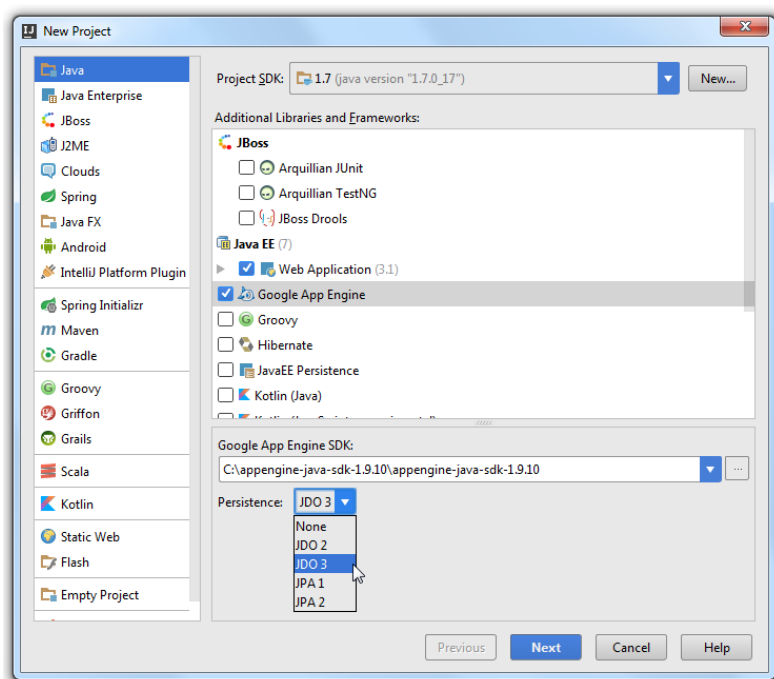 New Project
Java
Java Enterprise
JBoss
J2ME
Clouds
Spring
Java FX
Android
IntelliJ Platform Plugin
Spring Initializr
Maven
Gradle
Groovy
Griffon
Grails
Scala
Kotlin
Static Web
Flash
Empty Project
Project SDK: 1.7 (java version "1.7.0_17") New...
Additional Libraries and Frameworks:
JBoss
Arquillian JUnit
Arquillian TestNG
JBoss Drools
Java EE (7)
Web Application (3.1)
Google App Engine
Groovy
Hibernate
JavaEE Persistence
Kotlin (Java)
Google App Engine SDK:
C:\appengine-java-sdk-1.9.10\appengine-java-sdk-1.9.10 ...
Persistence: JDO 3
None
JDO 2
JDO 3
JPA 1
JPA 2
Previous Next Cancel Help